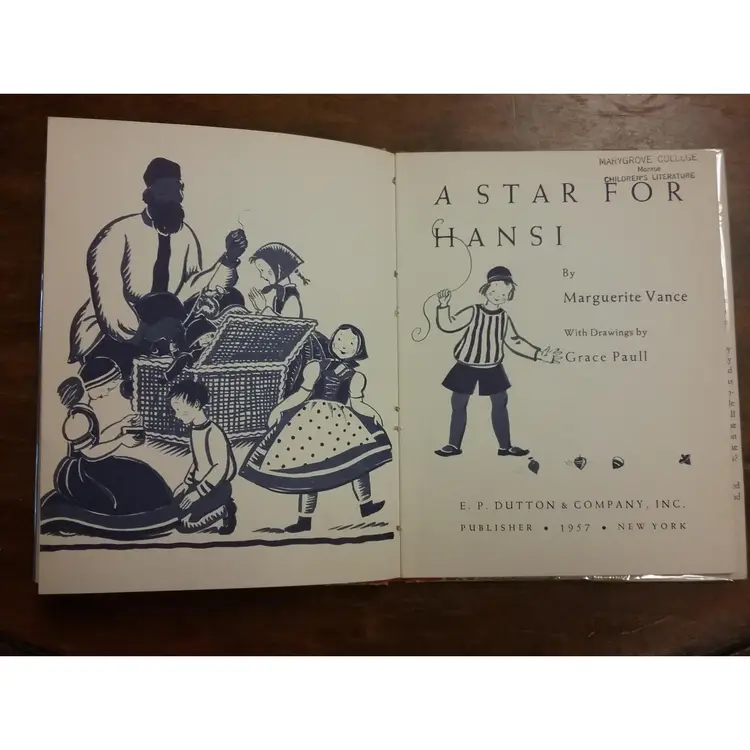 MARYGROVE COLLEGE
Monroe
CHILDREN'S LITERATURE
A STAR FOR
HANSI
By
Marguerite Vance
With Drawings by
Grace Paull
E. P. DUTTON & COMPANY, INC.
PUBLISHER • 1957 • NEW YORK